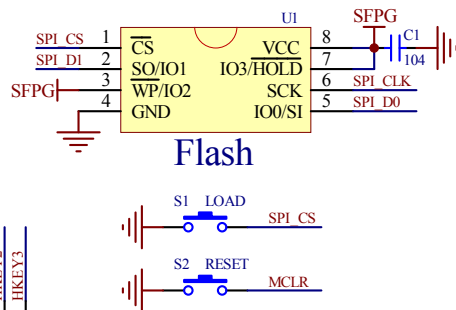 U1
SFPG
SPI_CS 1 CS VCC 8 C1
SPI_D1 2 SO/IO1 IO3/HOLD 7 104
SFPG 3 WP/IO2 SCK 6 SPI_CLK
4 GND IO0/SI 5 SPI_D0
Flash
S1 LOAD SPI_CS
S2 RESET MCLR
HKEY3